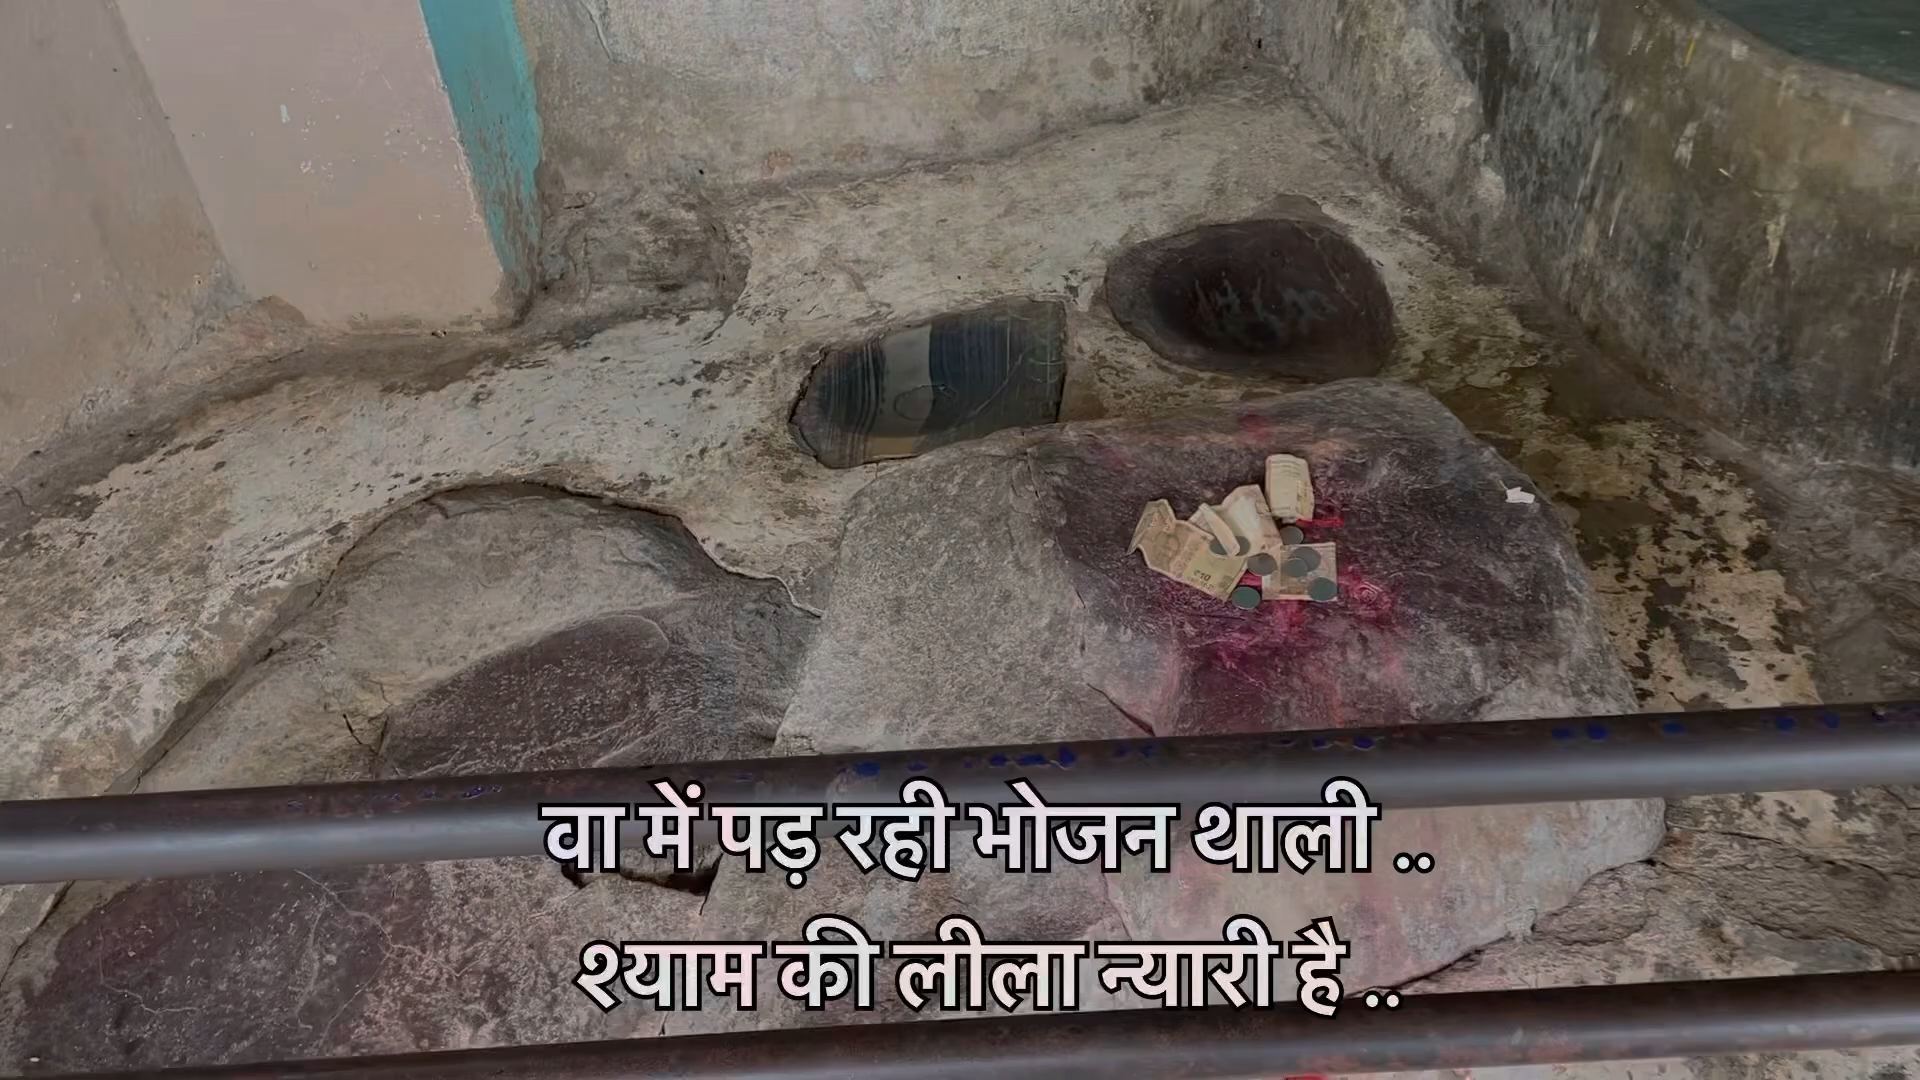 वा में पड़ रही भोजन थाली ..
श्याम की लीला न्यारी है ..